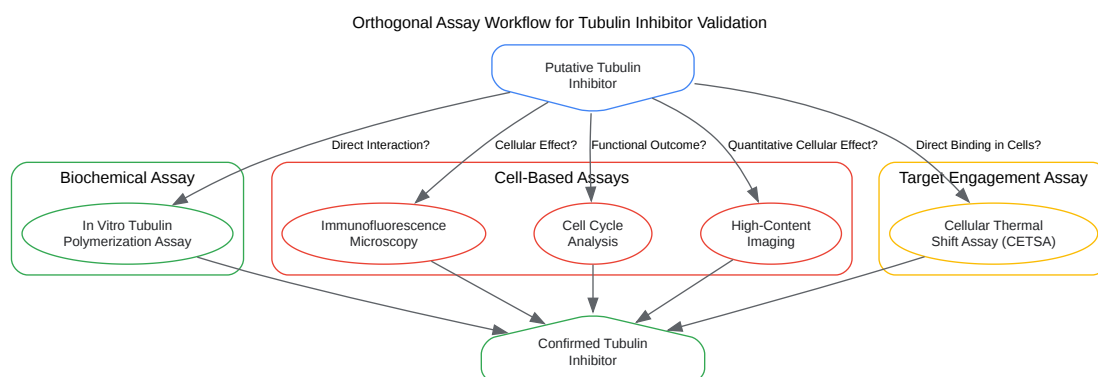 Orthogonal Assay Workflow for Tubulin Inhibitor Validation
Putative Tubulin
Inhibitor
Direct Interaction?
Cellular Effect?
Functional Outcome?
Quantitative Cellular Effect?
Direct Binding in Cells?
Biochemical Assay
Cell-Based Assays
Target Engagement Assay
In Vitro Tubulin
Polymerization Assay
Immunofluorescence
Microscopy
Cell Cycle
Analysis
High-Content
Imaging
Cellular Thermal
Shift Assay (CETSA)
Confirmed Tubulin
Inhibitor